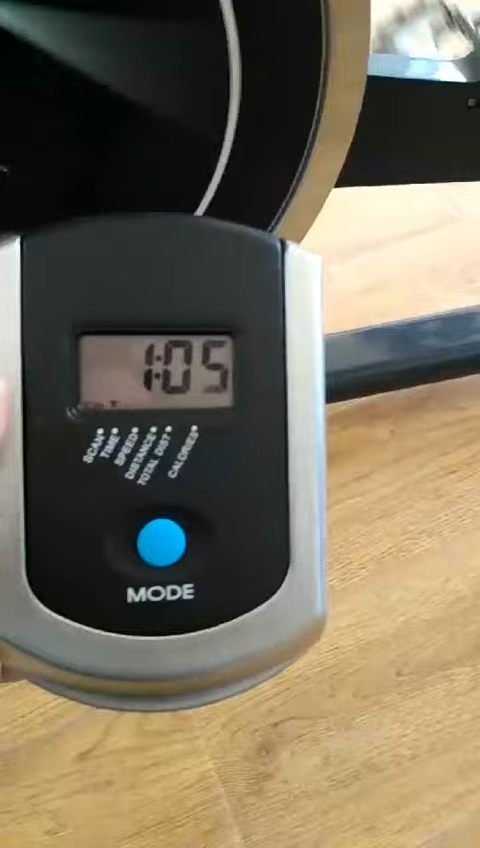 1:05
SCAN
TIME
SPEED
DISTANCE
TOTAL DIST
CALORIES
MODE